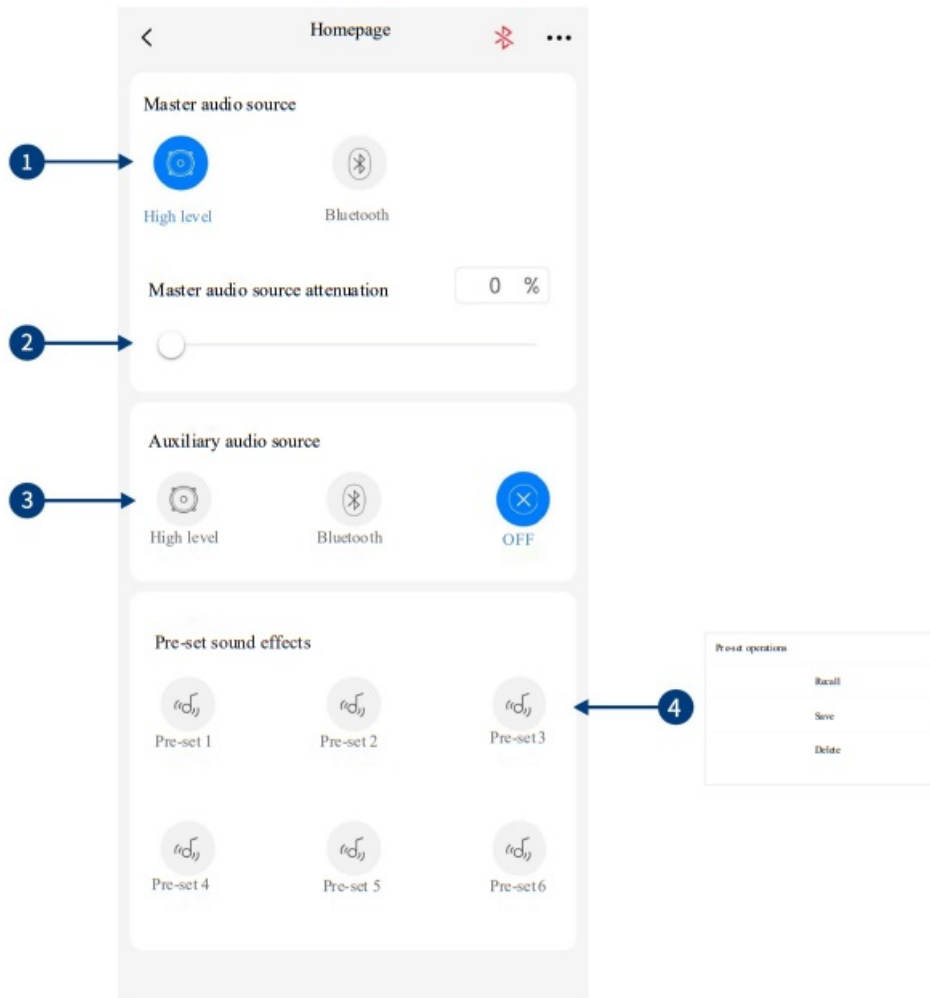 Homepage
Master audio source
1
High level
Bluetooth
Master audio source attenuation
0 %
2
Auxiliary audio source
3
High level
Bluetooth
OFF
Pre-set sound effects
4
Pre-set 1
Pre-set 2
Pre-set3
Pre-set operations
Recall
Save
Delete
Pre-set 4
Pre-set 5
Pre-set6